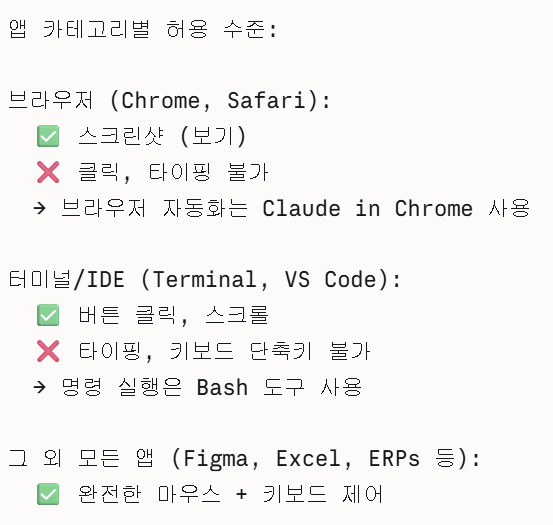 앱 카테고리별 허용 수준:

브라우저 (Chrome, Safari):
✅ 스크린샷 (보기)
❌ 클릭, 타이핑 불가
→ 브라우저 자동화는 Claude in Chrome 사용

터미널/IDE (Terminal, VS Code):
✅ 버튼 클릭, 스크롤
❌ 타이핑, 키보드 단축키 불가
→ 명령 실행은 Bash 도구 사용

그 외 모든 앱 (Figma, Excel, ERPs 등):
✅ 완전한 마우스 + 키보드 제어